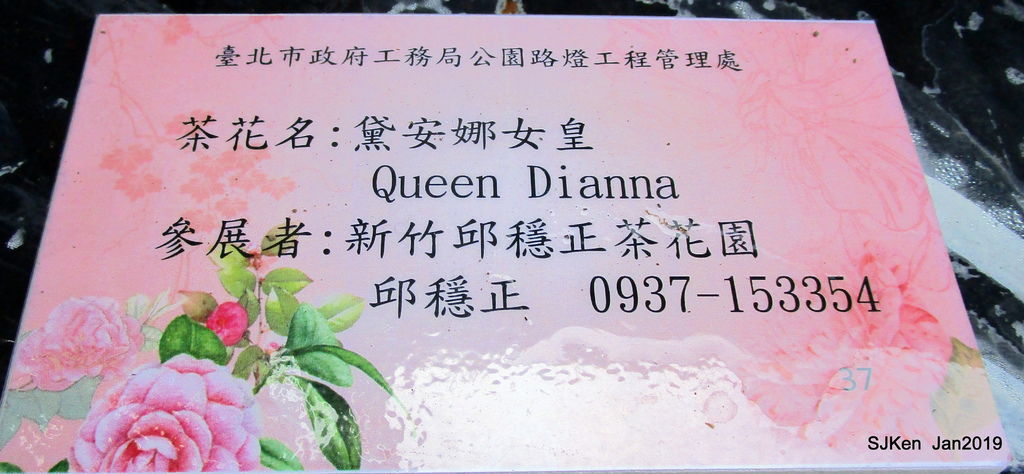 臺北市政府工務局公園路燈工程管理處
茶花名:黛安娜女皇
Queen Dianna
參展者:新竹邱穩正茶花園
邱穩正 0937-153354
37
SJKen Jan2019